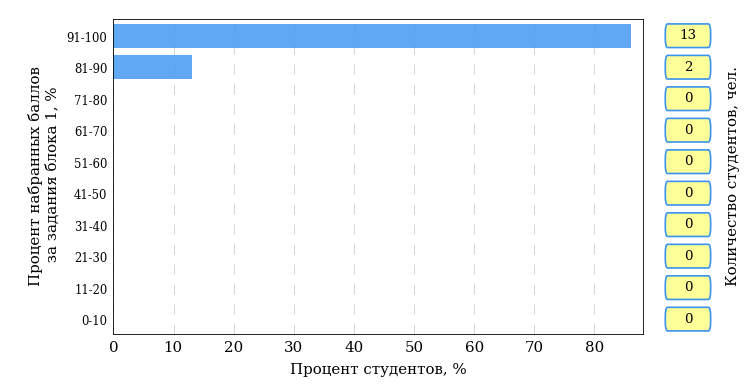 91-100 13
81-90 2
71-80 0
61-70 0
51-60 0
41-50 0
31-40 0
21-30 0
11-20 0
0-10 0
0 10 20 30 40 50 60 70 80
Процент студентов, %
Процент набранных баллов
за задания блока 1, %
Количество студентов, чел.